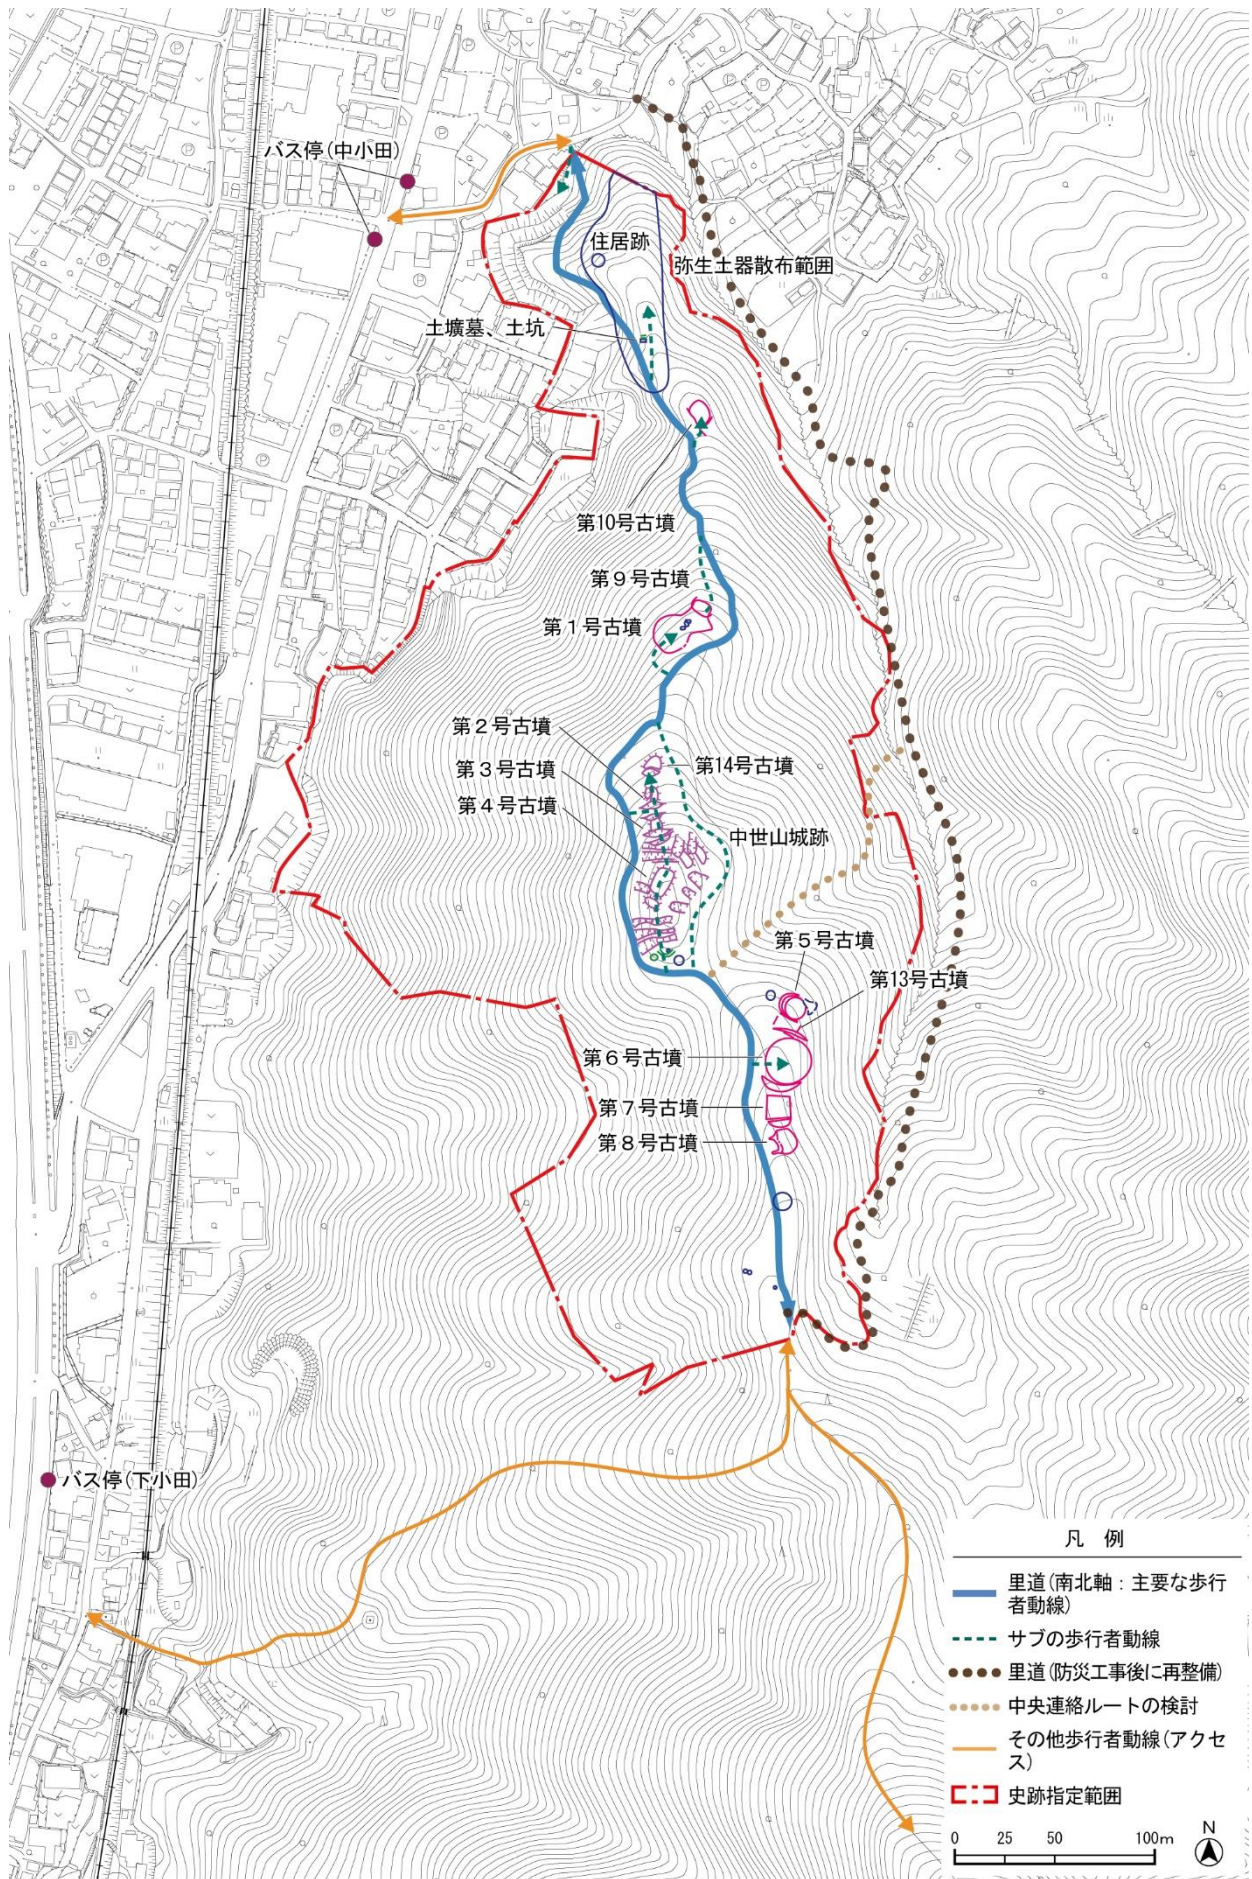 バス停(中小田)
住居跡
弥生土器散布範囲
土壙墓、土坑
第10号古墳
第9号古墳
第1号古墳
第2号古墳
第14号古墳
第3号古墳
第4号古墳
中世山城跡
第5号古墳
第13号古墳
第6号古墳
第7号古墳
第8号古墳
バス停(下小田)
凡 例
里道(南北軸：主要な歩行
者動線)
サブの歩行者動線
里道(防災工事後に再整備)
中央連絡ルートの検討
その他歩行者動線(アクセ
ス)
史跡指定範囲
0 25 50 100m
N